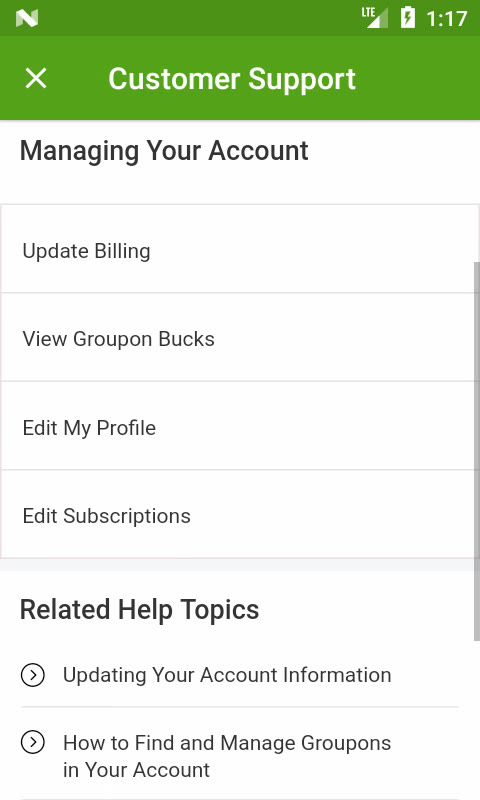 LTE 1:17
Customer Support
Managing Your Account
Update Billing
View Groupon Bucks
Edit My Profile
Edit Subscriptions
Related Help Topics
Updating Your Account Information
How to Find and Manage Groupons
in Your Account